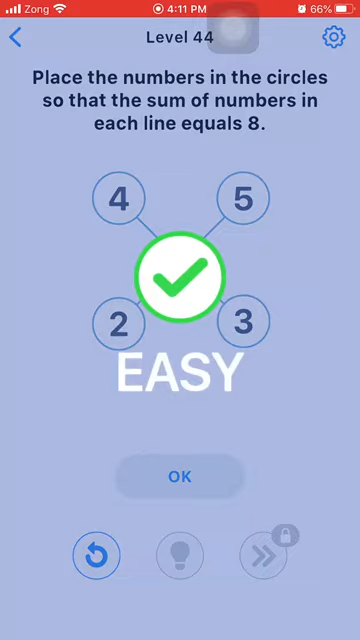 Zong 4:11 PM 66%
Level 44
Place the numbers in the circles
so that the sum of numbers in
each line equals 8.
4 5
2 3
EASY
OK